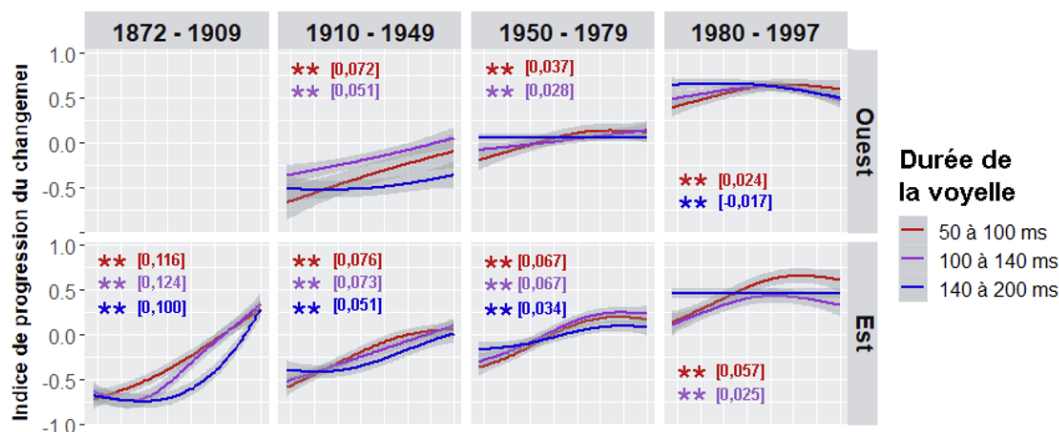 1872 - 1909
1910 - 1949
1950 - 1979
1980 - 1997
Indice de progression du changemer
1.0
0.5
0.0
-0.5
** [0,072]
** [0,051]
** [0,037]
** [0,028]
** [0,024]
** [-0,017]
Ouest
1.0
0.5
0.0
-0.5
-1.0
** [0,116]
** [0,124]
** [0,100]
** [0,076]
** [0,073]
** [0,051]
** [0,067]
** [0,067]
** [0,034]
** [0,057]
** [0,025]
Est
Durée de
la voyelle
50 à 100 ms
100 à 140 ms
140 à 200 ms